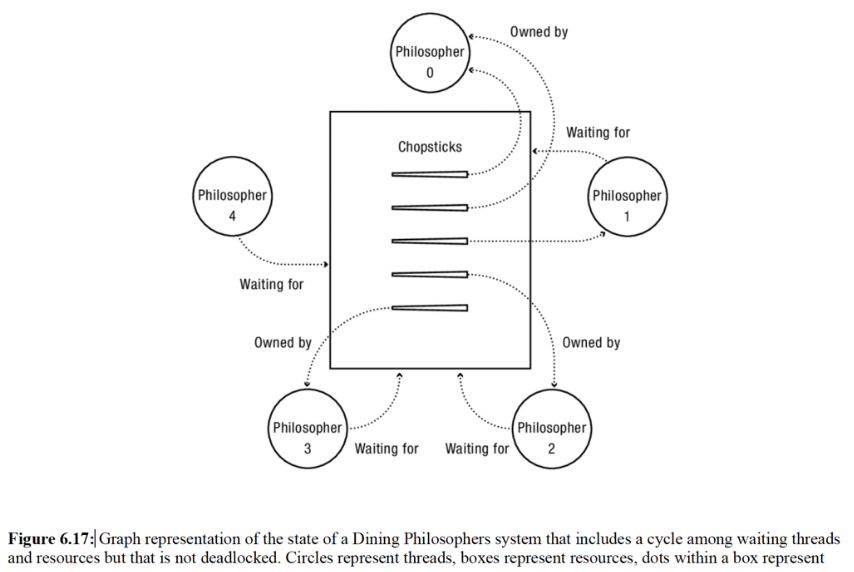 Owned by
Philosopher
0
Waiting for
Chopsticks
Philosopher
4
Philosopher
1
Waiting for
Owned by
Owned by
Philosopher
3
Waiting for
Waiting for
Philosopher
2
Figure 6.17: Graph representation of the state of a Dining Philosophers system that includes a cycle among waiting threads
and resources but that is not deadlocked. Circles represent threads, boxes represent resources, dots within a box represent